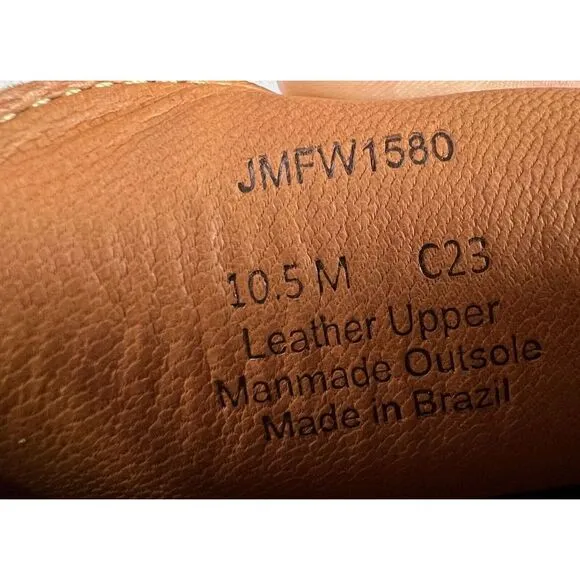 JMFW1580
10.5 M C23
Leather Upper
Manmade Outsole
Made in Brazil